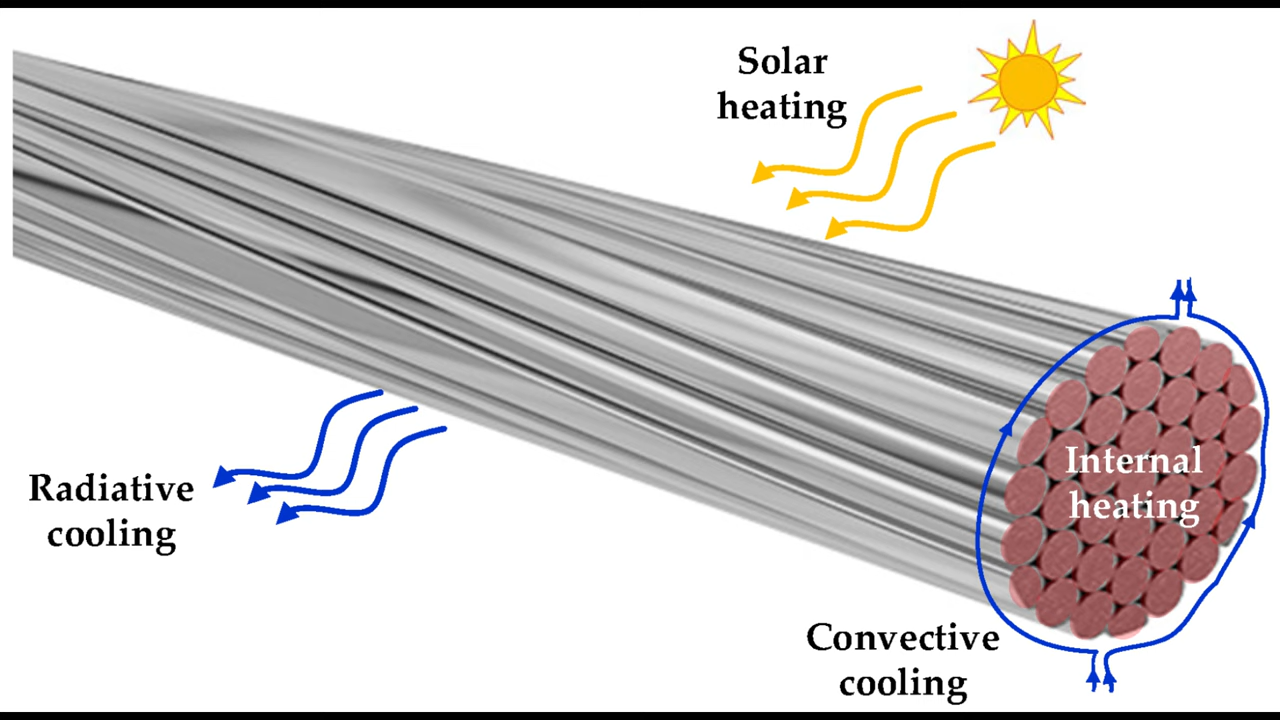 Solar
heating
Internal
heating
Radiative
cooling
Convective
cooling